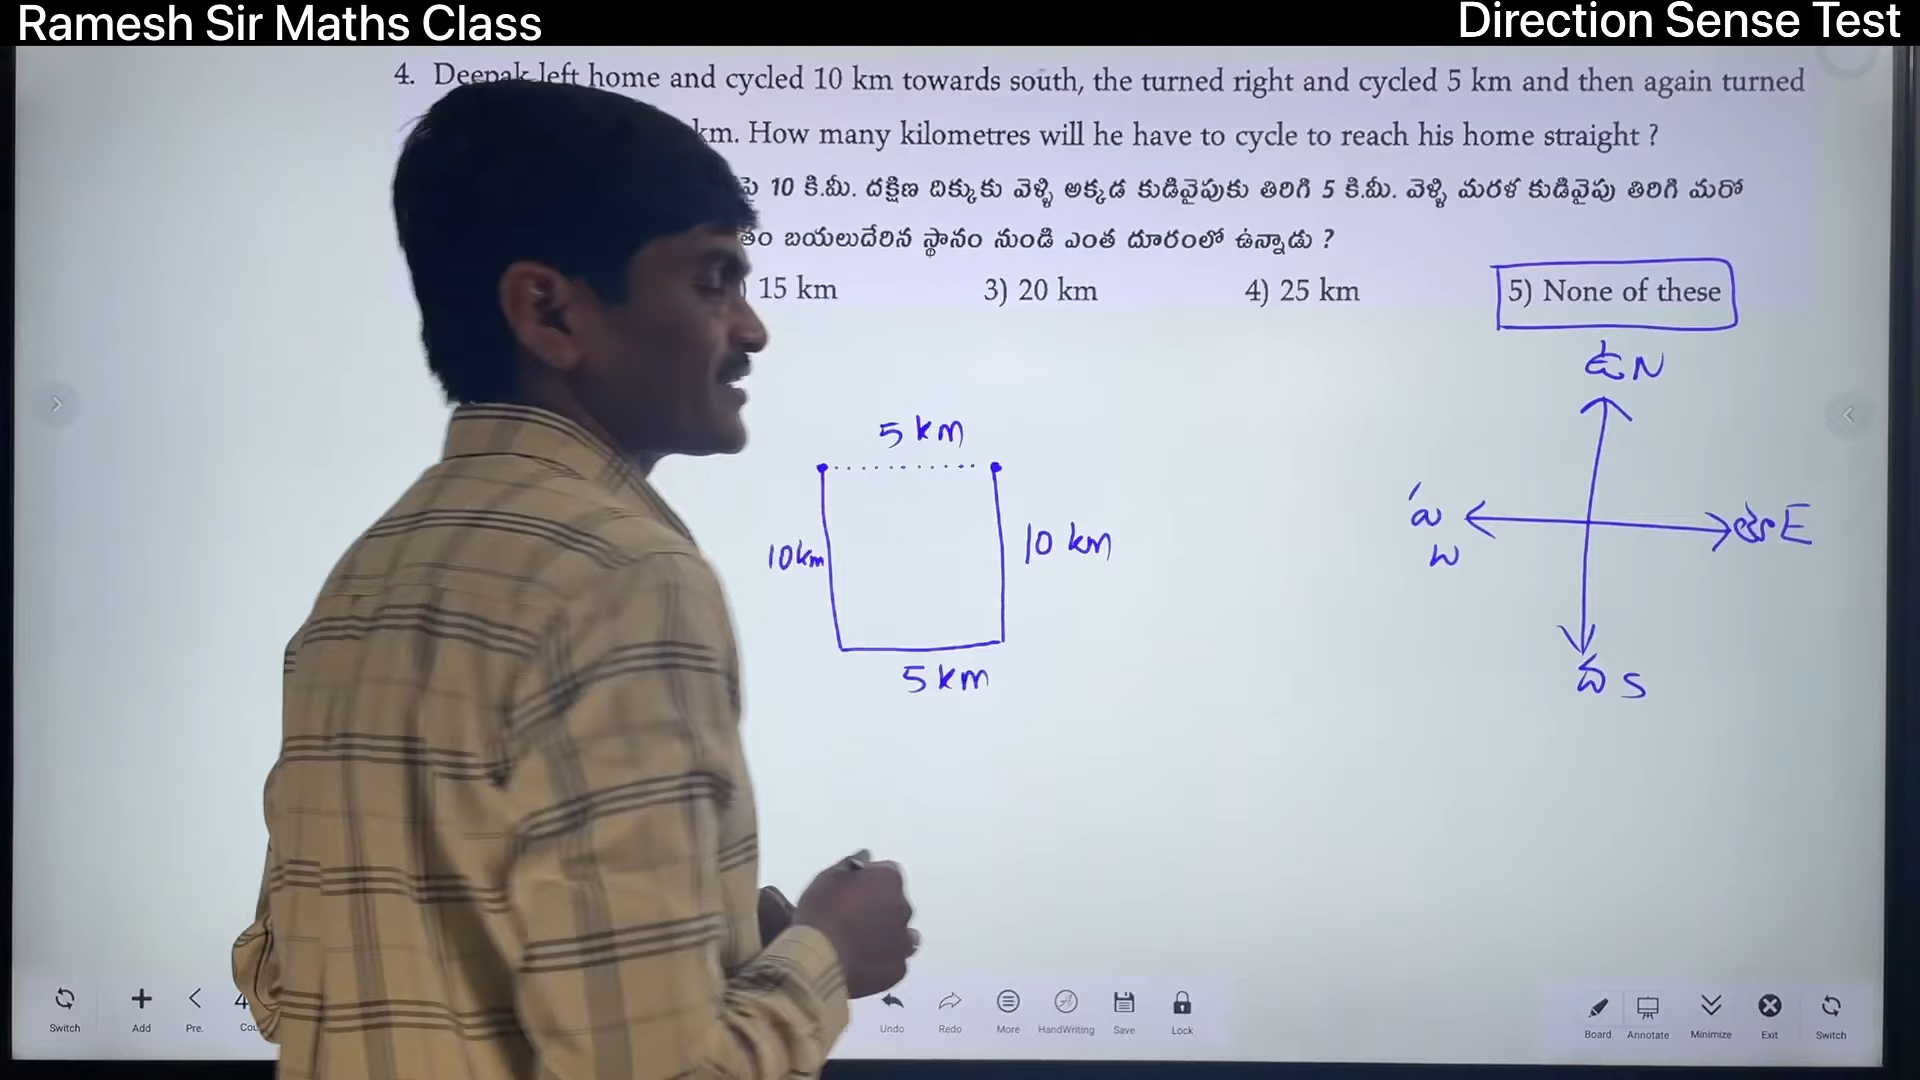 Ramesh Sir Maths Class
Direction Sense Test
4. Deepak left home and cycled 10 km towards south, the turned right and cycled 5 km and then again turned
km. How many kilometres will he have to cycle to reach his home straight ?
10 కి.మీ. దక్షిణ దిక్కుకు వెళ్ళి అక్కడ కుడివైపుకు తిరిగి 5 కి.మీ. వెళ్ళి మరళ కుడివైపు తిరిగి మరో
బయలుదేరిన స్థానం నుండి ఎంత దూరంలో ఉన్నాడు ?
15 km 3) 20 km 4) 25 km 5) None of these
ఉ N
5 km
10 km
10 km
5 km
ప
W
తూ E
ద S
Switch
Add
Pre.
Undo
Redo
More
HandWriting
Save
Lock
Board
Annotate
Minimize
Exit
Switch